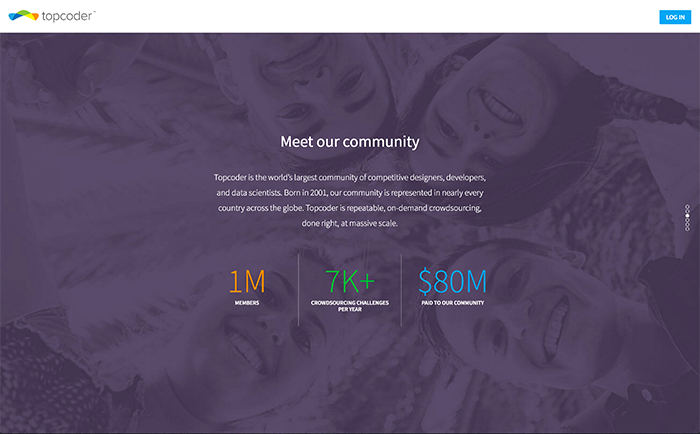 topcoder™
LOG IN
Meet our community
Topcoder is the world's largest community of competitive designers, developers,
and data scientists. Born in 2001, our community is represented in nearly every
country across the globe. Topcoder is repeatable, on-demand crowdsourcing,
done right, at massive scale.
1M
MEMBERS
7K+
CROWDSOURCING CHALLENGES
PER YEAR
$80M
PAID TO OUR COMMUNITY